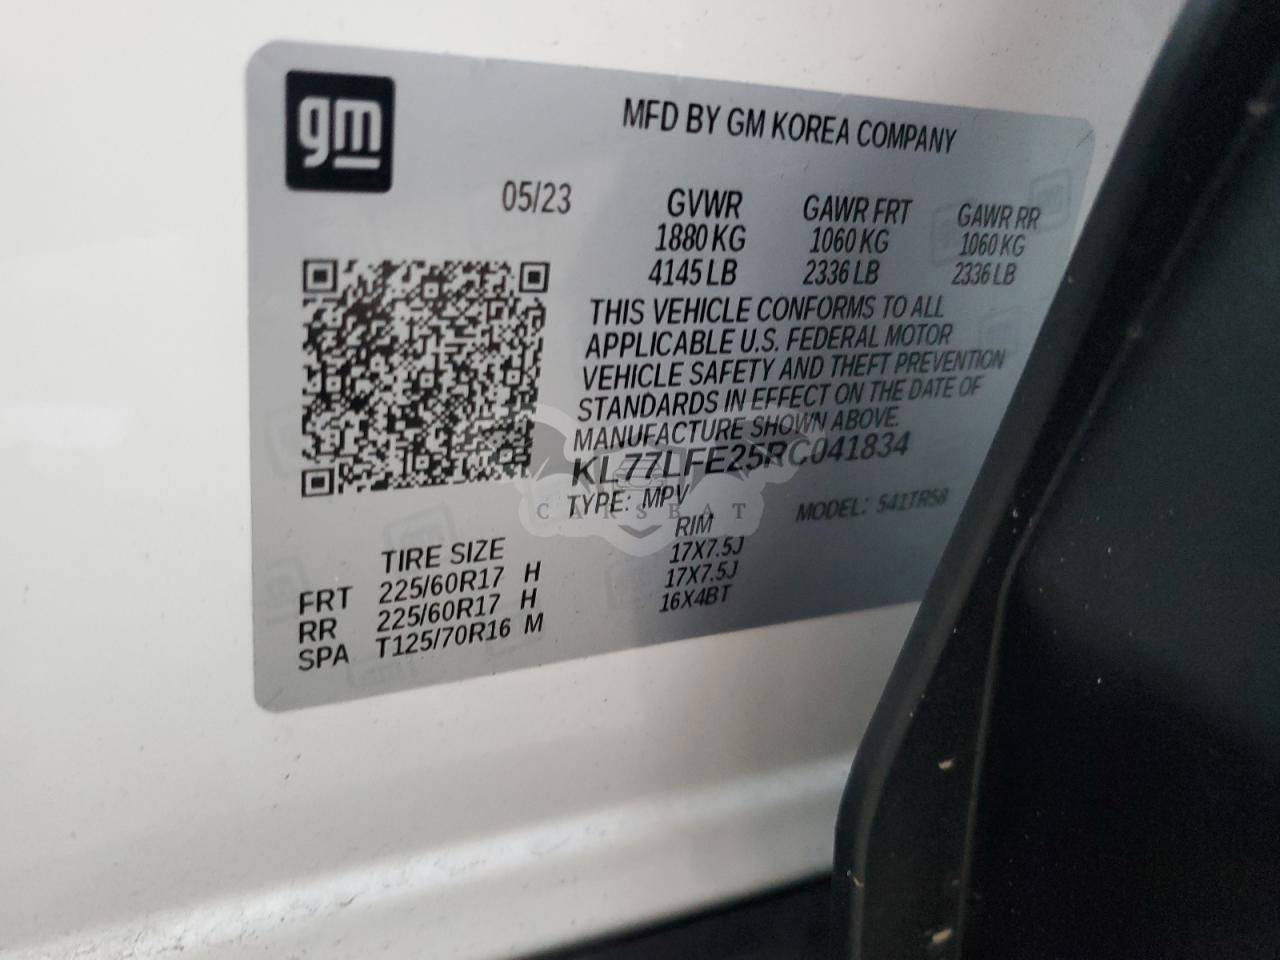 gm
MFD BY GM KOREA COMPANY
05/23 GVWR GAWR FRT GAWR RR
1880 KG 1060 KG 1060 KG
4145 LB 2336 LB 2336 LB
THIS VEHICLE CONFORMS TO ALL
APPLICABLE U.S. FEDERAL MOTOR
VEHICLE SAFETY AND THEFT PREVENTION
STANDARDS IN EFFECT ON THE DATE OF
MANUFACTURE SHOWN ABOVE.
KL77LFE25RC041834
TYPE: MPV MODEL: 541TR58
CARSBAT
TIRE SIZE RIM
FRT 225/60R17 H 17X7.5J
RR 225/60R17 H 17X7.5J
SPA T125/70R16 M 16X4BT